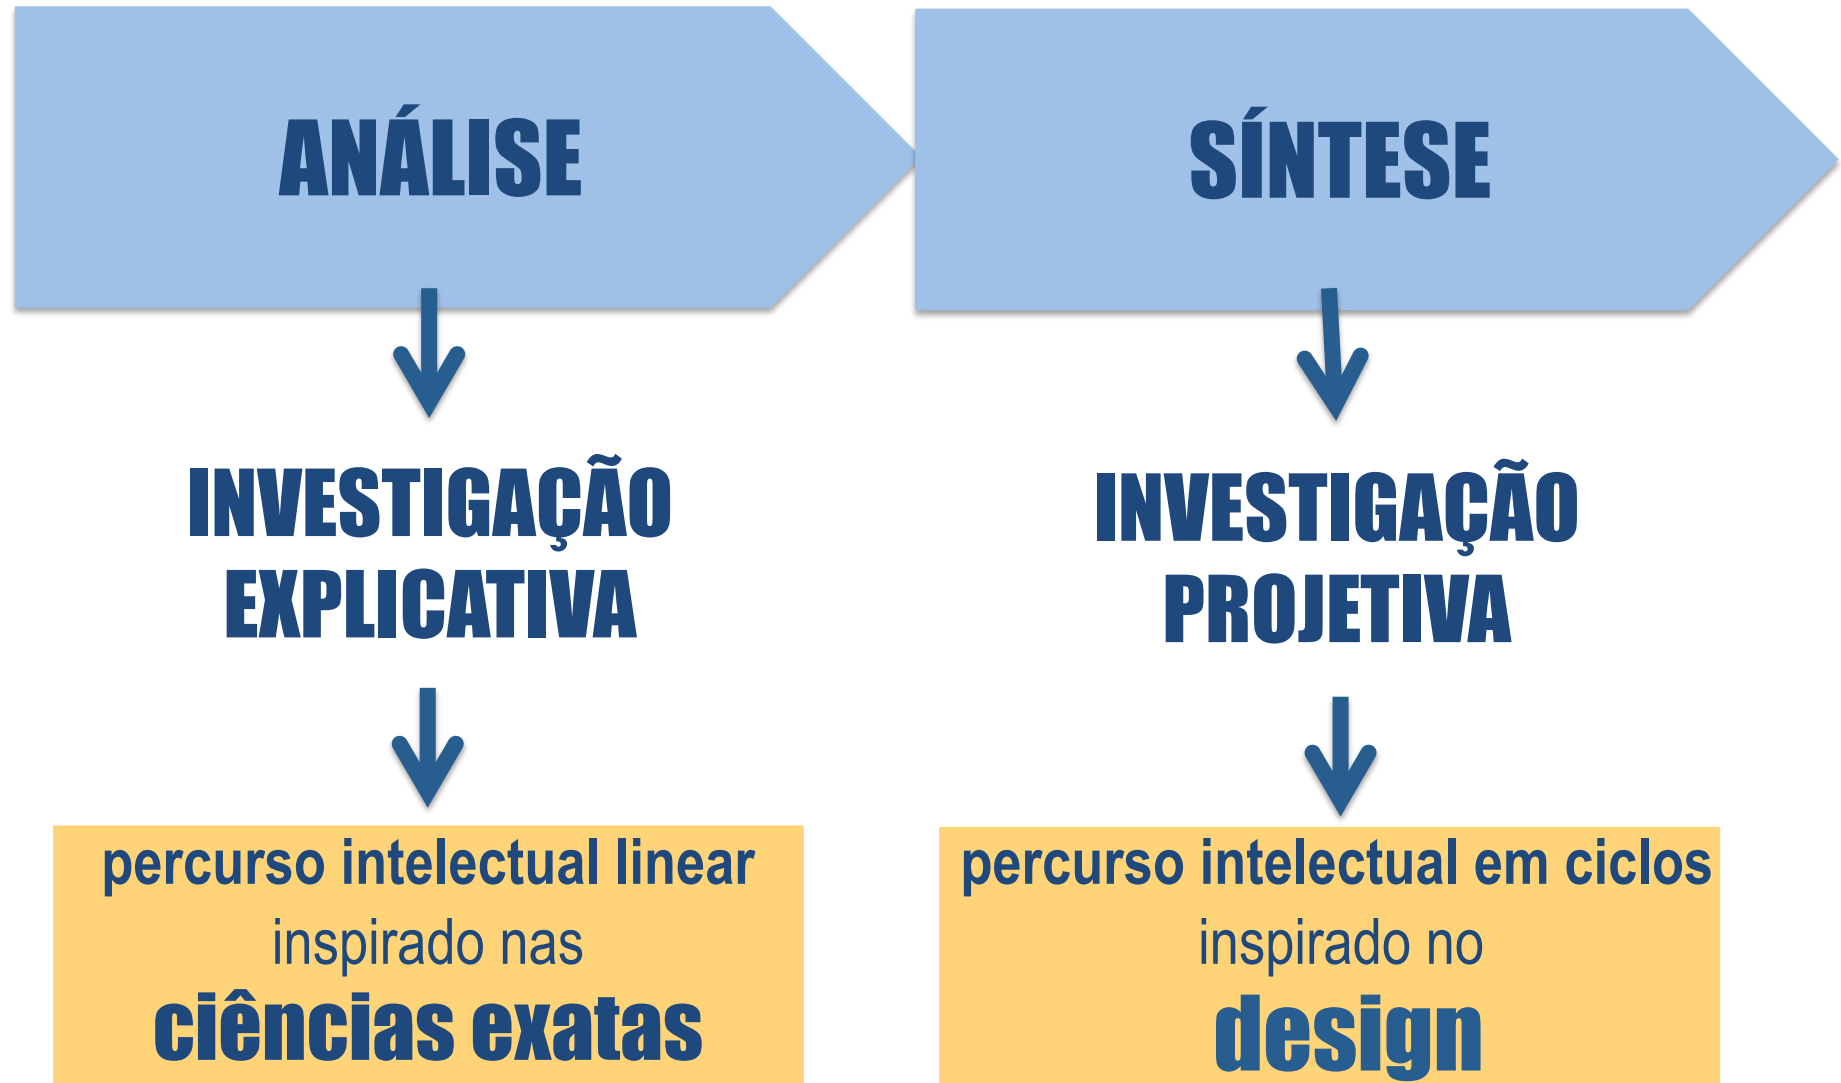 ANÁLISE
INVESTIGAÇÃO
EXPLICATIVA
percurso intelectual linear
inspirado nas
ciências exatas
SÍNTESE
INVESTIGAÇÃO
PROJETIVA
percurso intelectual em ciclos
inspirado no
design